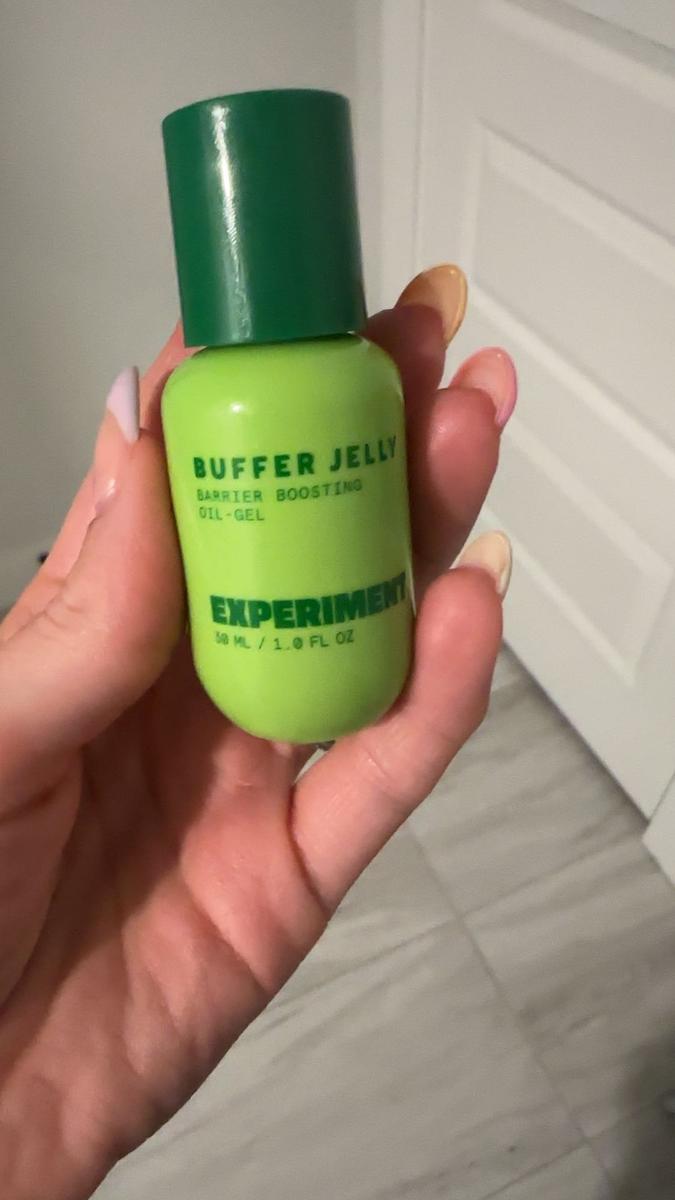 BUFFER JELLY
BARRIER BOOSTING
OIL-GEL
EXPERIMENT
30 ML / 1.0 FL OZ